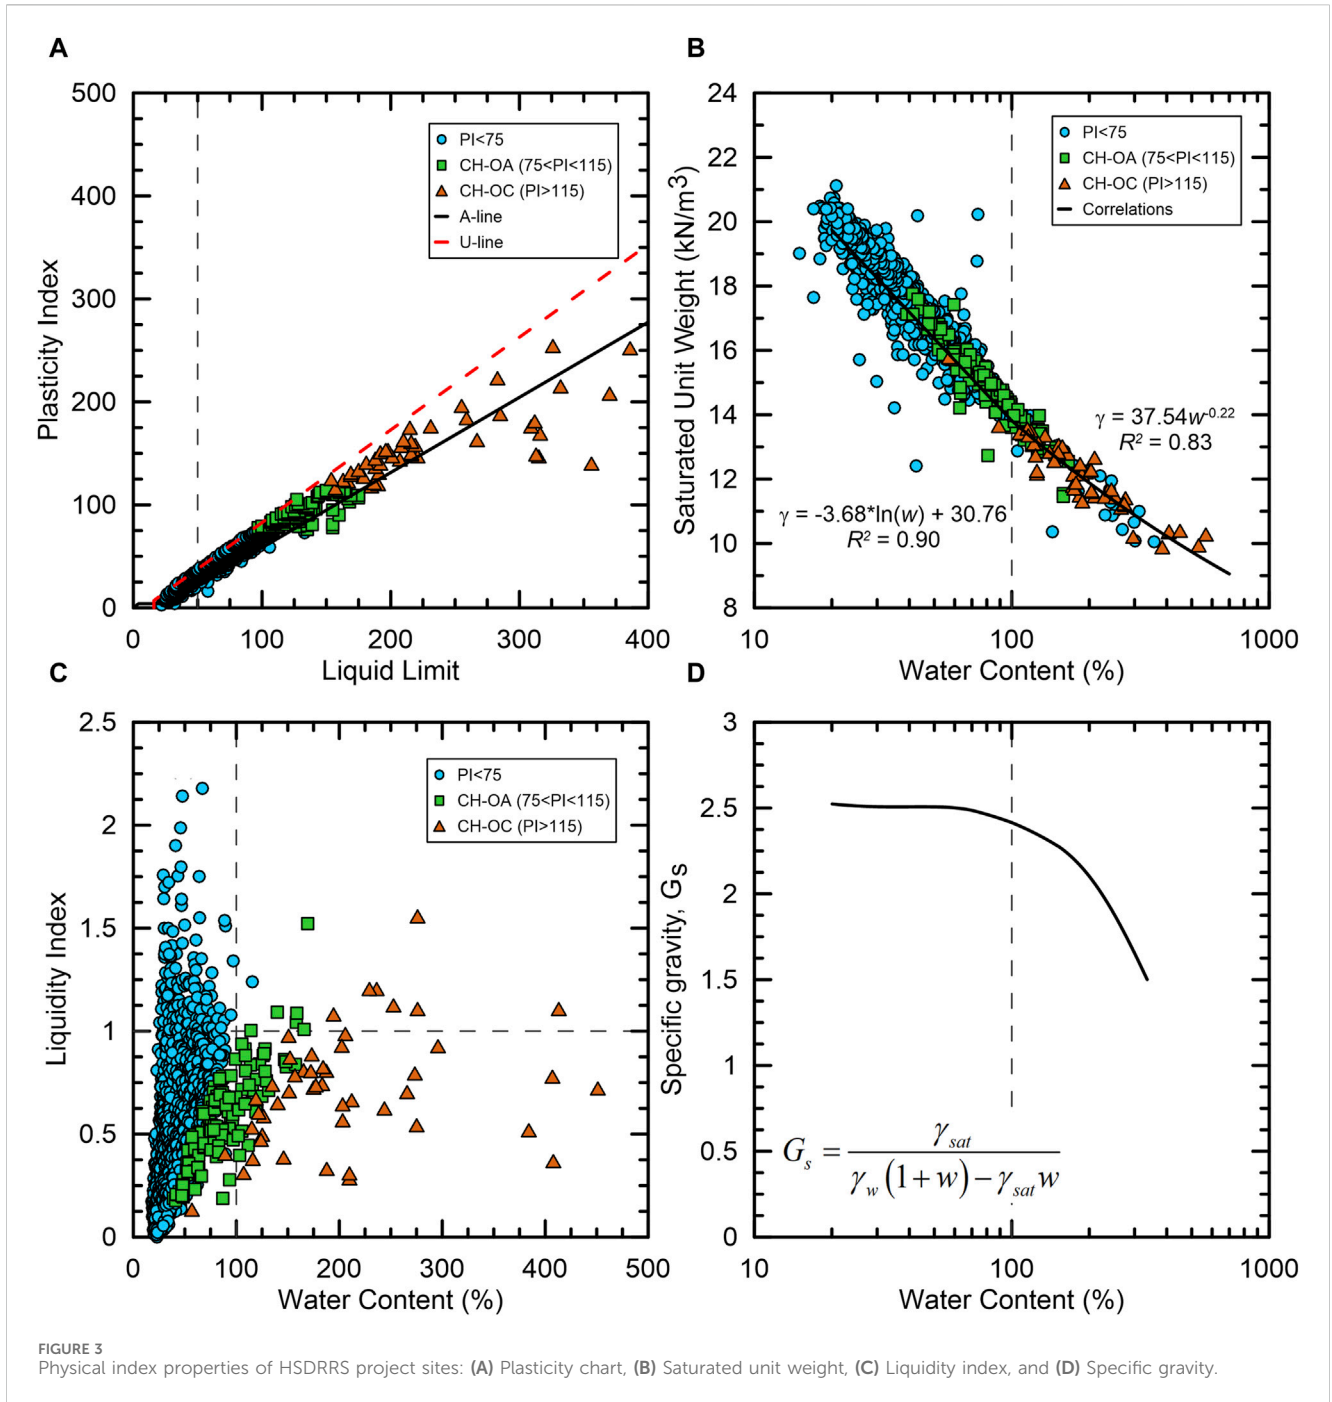 A
500
400
300
200
100
0
Plasticity Index
PI<75
CH-OA (75<PI<115)
CH-OC (PI>115)
A-line
U-line
0 100 200 300 400
Liquid Limit
B
24
22
20
18
16
14
12
10
8
Saturated Unit Weight (kN/m³)
PI<75
CH-OA (75<PI<115)
CH-OC (PI>115)
Correlations
γ = 37.54w^-0.22
R² = 0.83
γ = -3.68*ln(w) + 30.76
R² = 0.90
10 100 1000
Water Content (%)
C
2.5
2
1.5
1
0.5
0
Liquidity Index
PI<75
CH-OA (75<PI<115)
CH-OC (PI>115)
0 100 200 300 400 500
Water Content (%)
D
3
2.5
2
1.5
1
0.5
0
Specific gravity, Gs
G_s = γ_sat / (γ_w (1+w) − γ_sat w)
10 100 1000
Water Content (%)
FIGURE 3
Physical index properties of HSDRRS project sites: (A) Plasticity chart, (B) Saturated unit weight, (C) Liquidity index, and (D) Specific gravity.